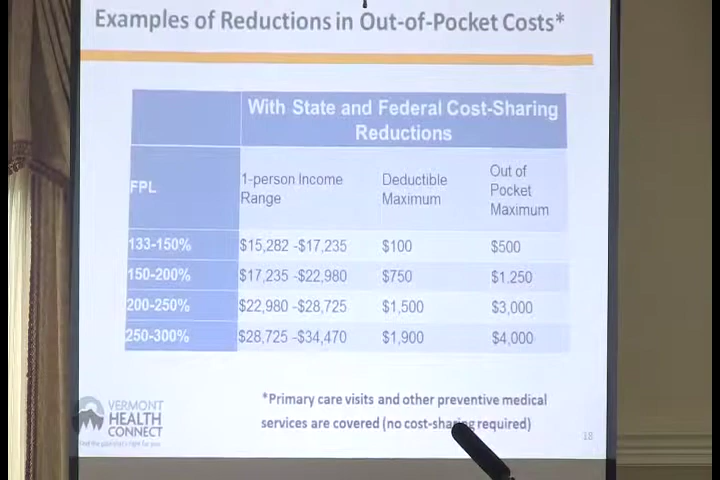 Examples of Reductions in Out-of-Pocket Costs*
With State and Federal Cost-Sharing
Reductions
FPL
1-person Income
Range
Deductible
Maximum
Out of
Pocket
Maximum
133-150% $15,282 -$17,235 $100 $500
150-200% $17,235 -$22,980 $750 $1,250
200-250% $22,980 -$28,725 $1,500 $3,000
250-300% $28,725 -$34,470 $1,900 $4,000
*Primary care visits and other preventive medical
services are covered (no cost-sharing required)
VERMONT
HEALTH
CONNECT
18